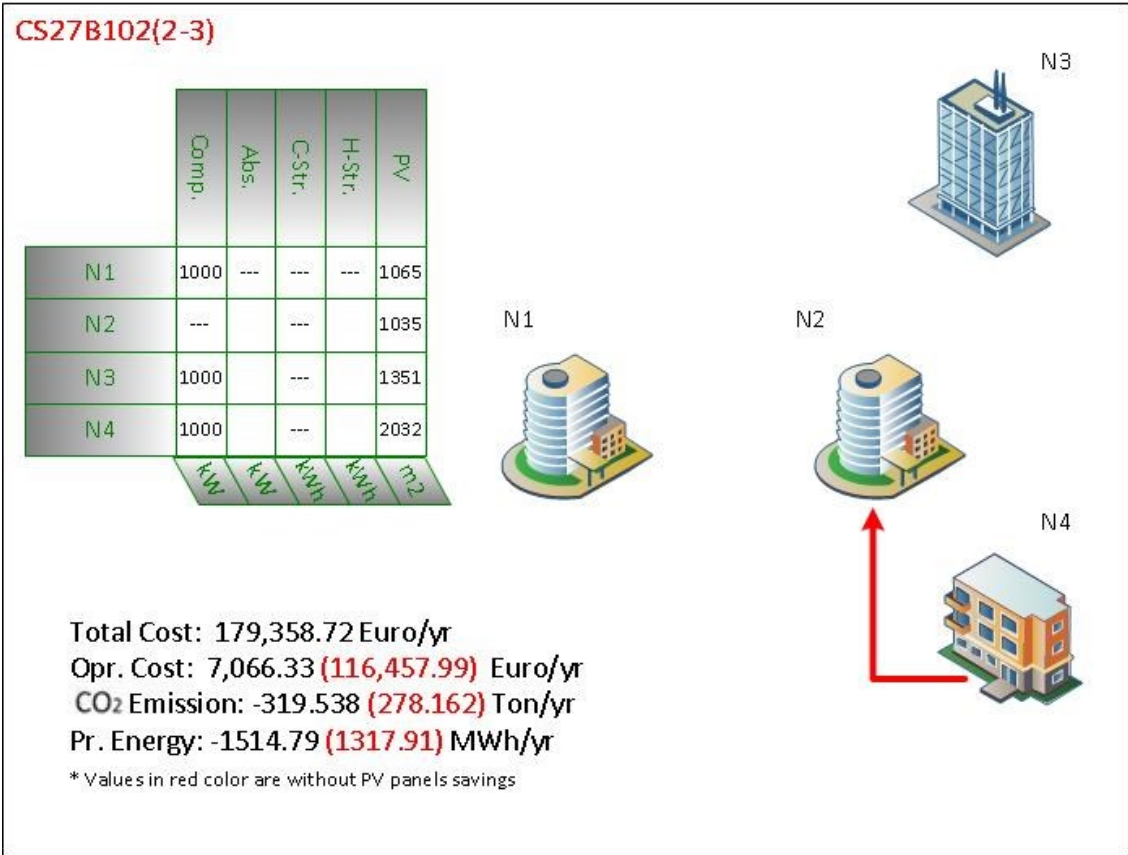 CS27B102(2-3)
N3
Comp. Abs. C-Str. H-Str. PV
N1 1000 --- --- --- 1065
N2 --- --- 1035
N3 1000 --- 1351
N4 1000 --- 2032
kW kW kWh kWh m2
N1
N2
N4
Total Cost: 179,358.72 Euro/yr
Opr. Cost: 7,066.33 (116,457.99) Euro/yr
CO2 Emission: -319.538 (278.162) Ton/yr
Pr. Energy: -1514.79 (1317.91) MWh/yr
* Values in red color are without PV panels savings